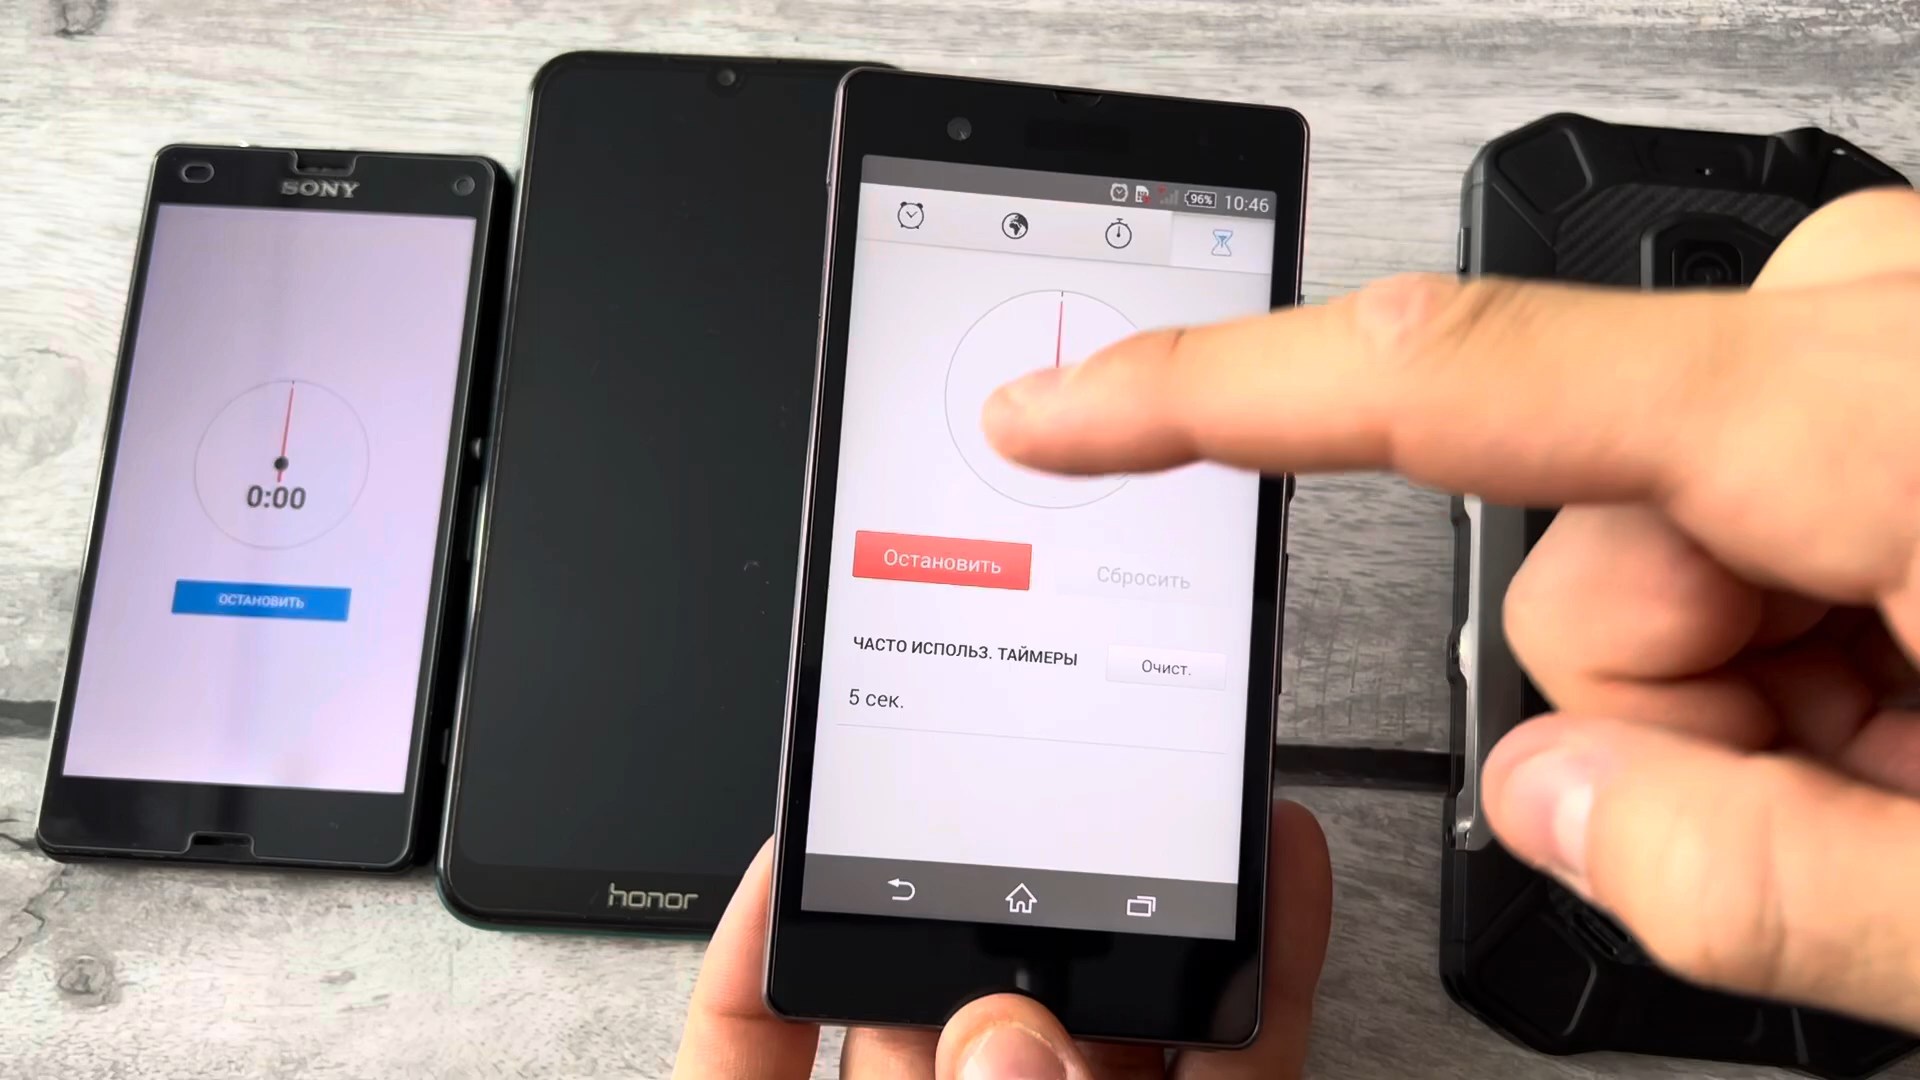 SONY
0:00
ОСТАНОВИТЬ
honor
96% 10:46
Остановить
Сбросить
ЧАСТО ИСПОЛЬЗ. ТАЙМЕРЫ
Очист.
5 сек.